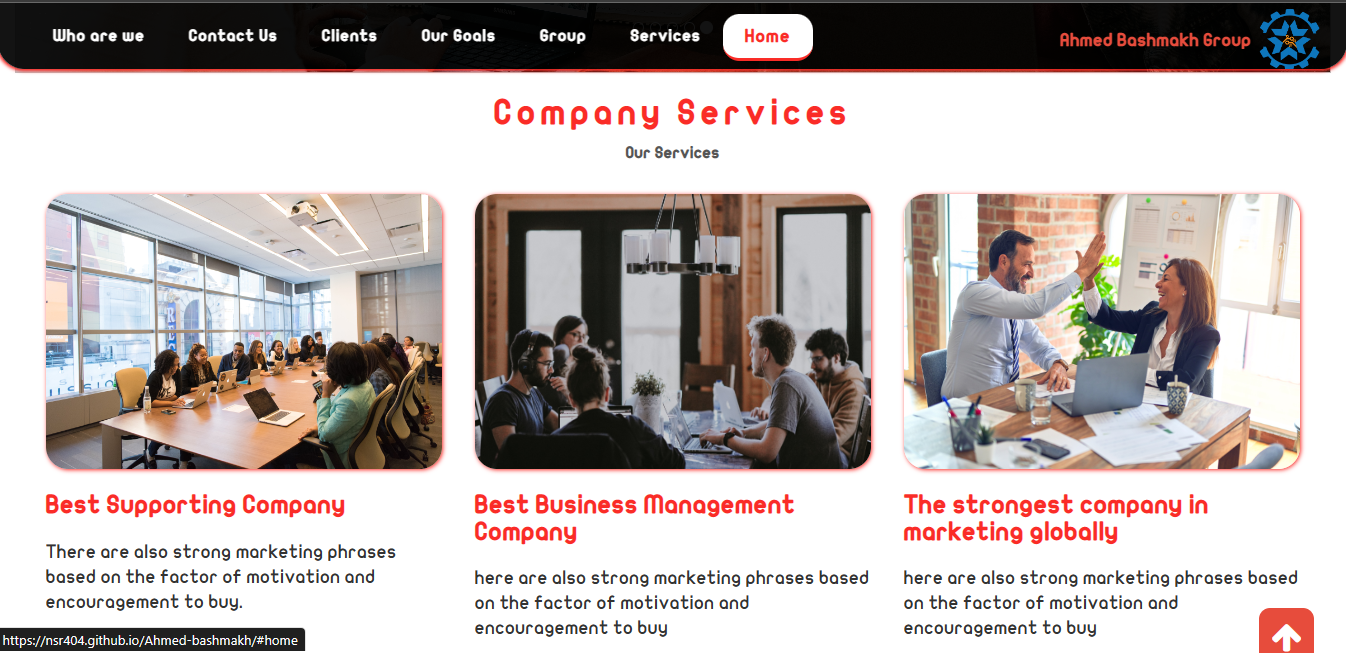 Who are we Contact Us Clients Our Goals Group Services Home Ahmed Bashmakh Group
Company Services
Our Services
Best Supporting Company
There are also strong marketing phrases
based on the factor of motivation and
encouragement to buy.
Best Business Management
Company
here are also strong marketing phrases based
on the factor of motivation and
encouragement to buy
The strongest company in
marketing globally
here are also strong marketing phrases based
on the factor of motivation and
encouragement to buy
https://nsr404.github.io/Ahmed-bashmakh/#home